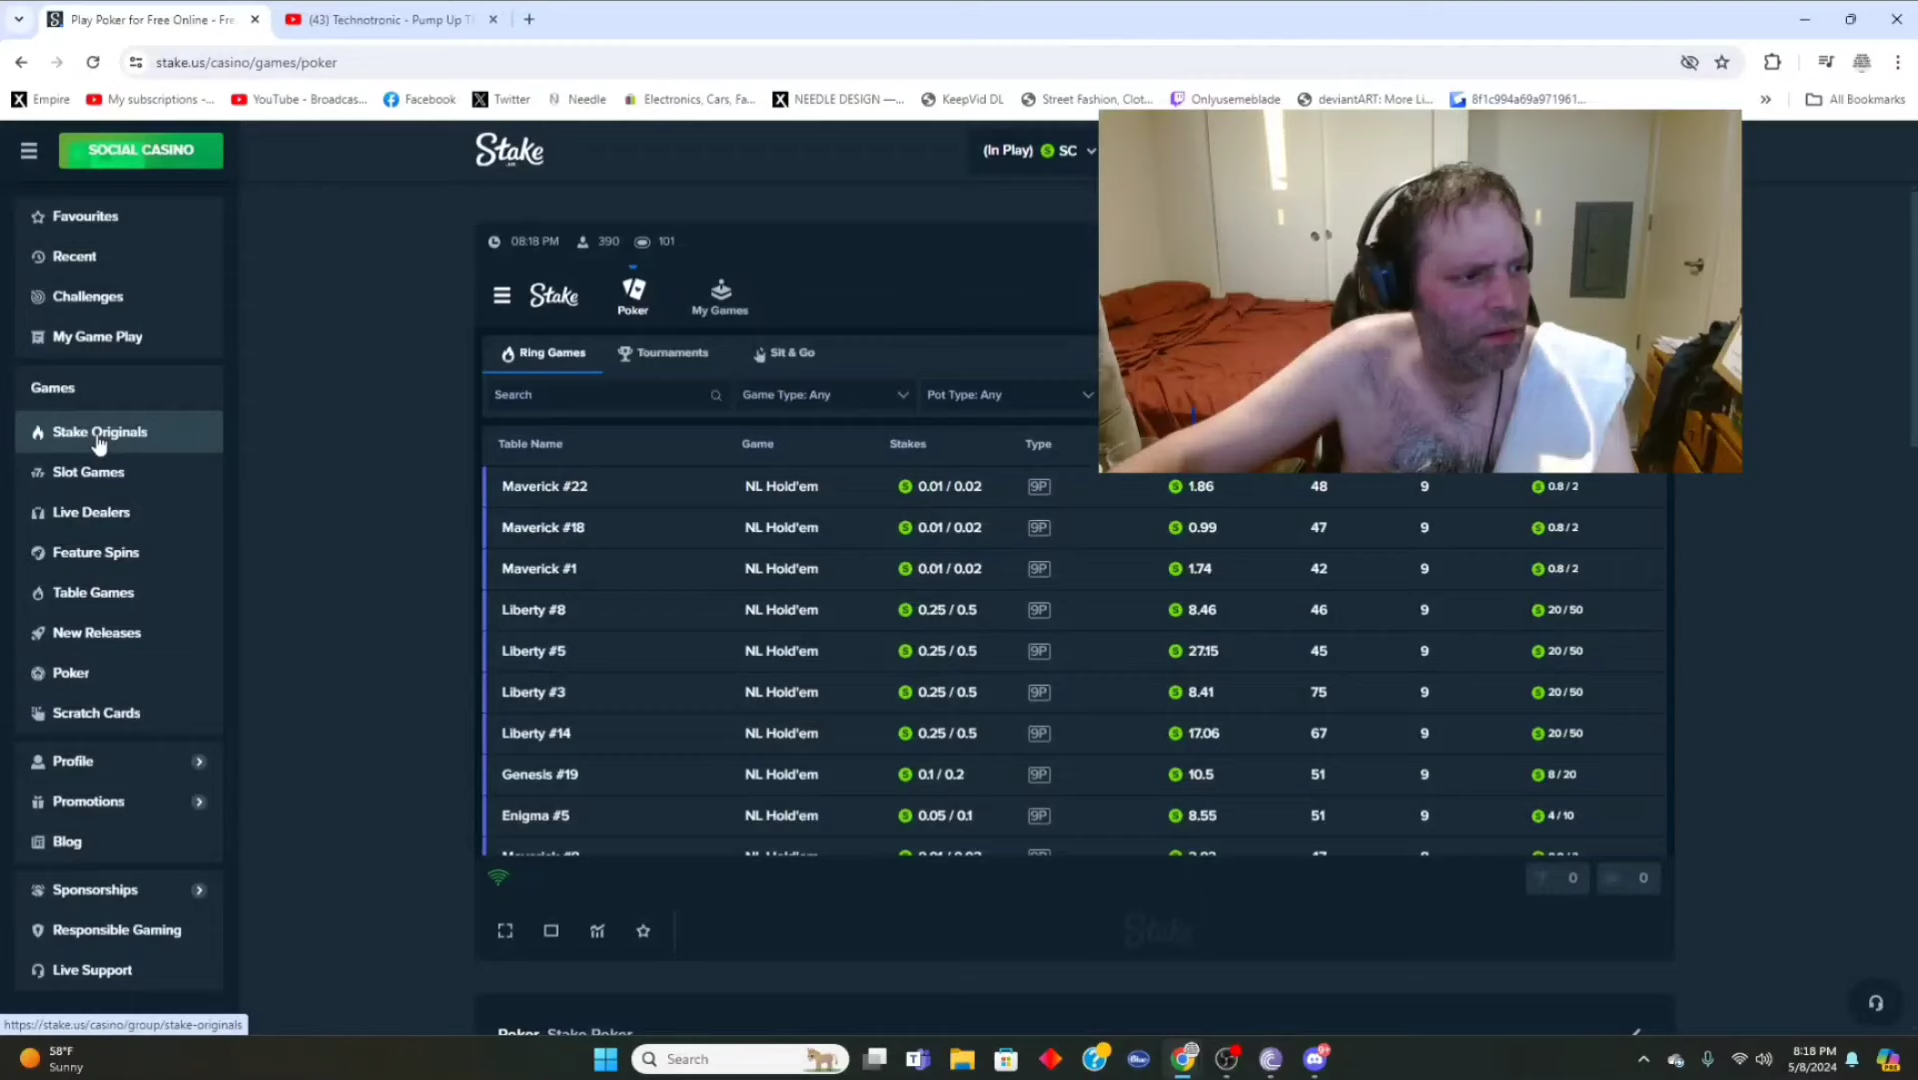 Play Poker for Free Online - Fre
(43) Technotronic - Pump Up T
stake.us/casino/games/poker
Empire
My subscriptions -...
YouTube - Broadcas...
Facebook
Twitter
Needle
Electronics, Cars, Fa...
NEEDLE DESIGN —...
KeepVid DL
Street Fashion, Clot...
Onlyusemeblade
deviantART: More Li...
8f1c994a69a971961...
All Bookmarks
SOCIAL CASINO
Stake
(In Play) SC
Favourites
Recent
Challenges
My Game Play
Games
Stake Originals
Slot Games
Live Dealers
Feature Spins
Table Games
New Releases
Poker
Scratch Cards
Profile
Promotions
Blog
Sponsorships
Responsible Gaming
Live Support
https://stake.us/casino/group/stake-originals
08:18 PM 390 101
Stake
Poker
My Games
Ring Games Tournaments Sit & Go
Search Game Type: Any Pot Type: Any
Table Name Game Stakes Type
Maverick #22 NL Hold'em 0.01 / 0.02 9P 1.86 48 9 0.8 / 2
Maverick #18 NL Hold'em 0.01 / 0.02 9P 0.99 47 9 0.8 / 2
Maverick #1 NL Hold'em 0.01 / 0.02 9P 1.74 42 9 0.8 / 2
Liberty #8 NL Hold'em 0.25 / 0.5 9P 8.46 46 9 20 / 50
Liberty #5 NL Hold'em 0.25 / 0.5 9P 27.15 45 9 20 / 50
Liberty #3 NL Hold'em 0.25 / 0.5 9P 8.41 75 9 20 / 50
Liberty #14 NL Hold'em 0.25 / 0.5 9P 17.06 67 9 20 / 50
Genesis #19 NL Hold'em 0.1 / 0.2 9P 10.5 51 9 8 / 20
Enigma #5 NL Hold'em 0.05 / 0.1 9P 8.55 51 9 4 / 10
0 0
Stake
Poker Stake Poker
58°F
Sunny
Search
8:18 PM
5/8/2024